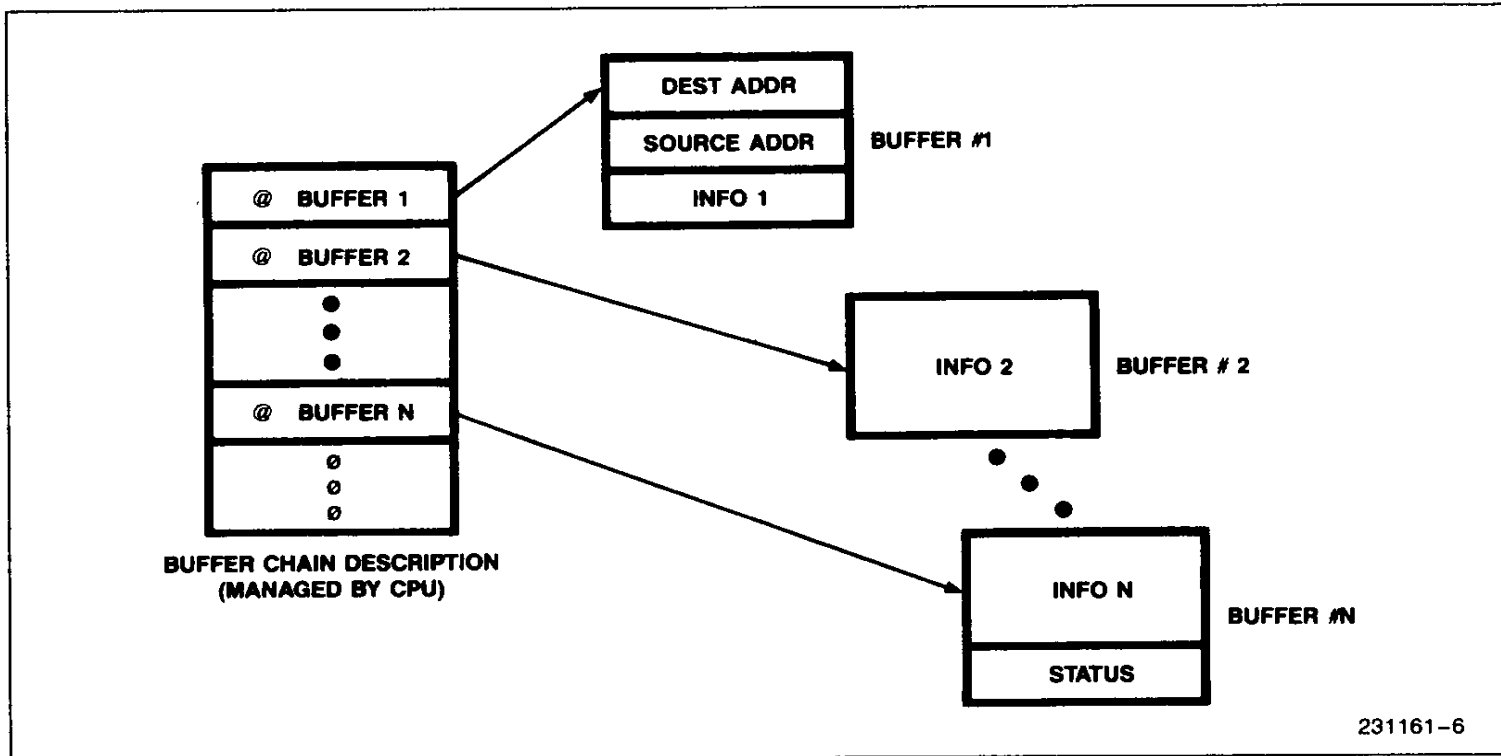 DEST ADDR
SOURCE ADDR
INFO 1
BUFFER #1
@ BUFFER 1
@ BUFFER 2
@ BUFFER N
Ø
Ø
Ø
BUFFER CHAIN DESCRIPTION
(MANAGED BY CPU)
INFO 2
BUFFER # 2
INFO N
STATUS
BUFFER #N
231161-6